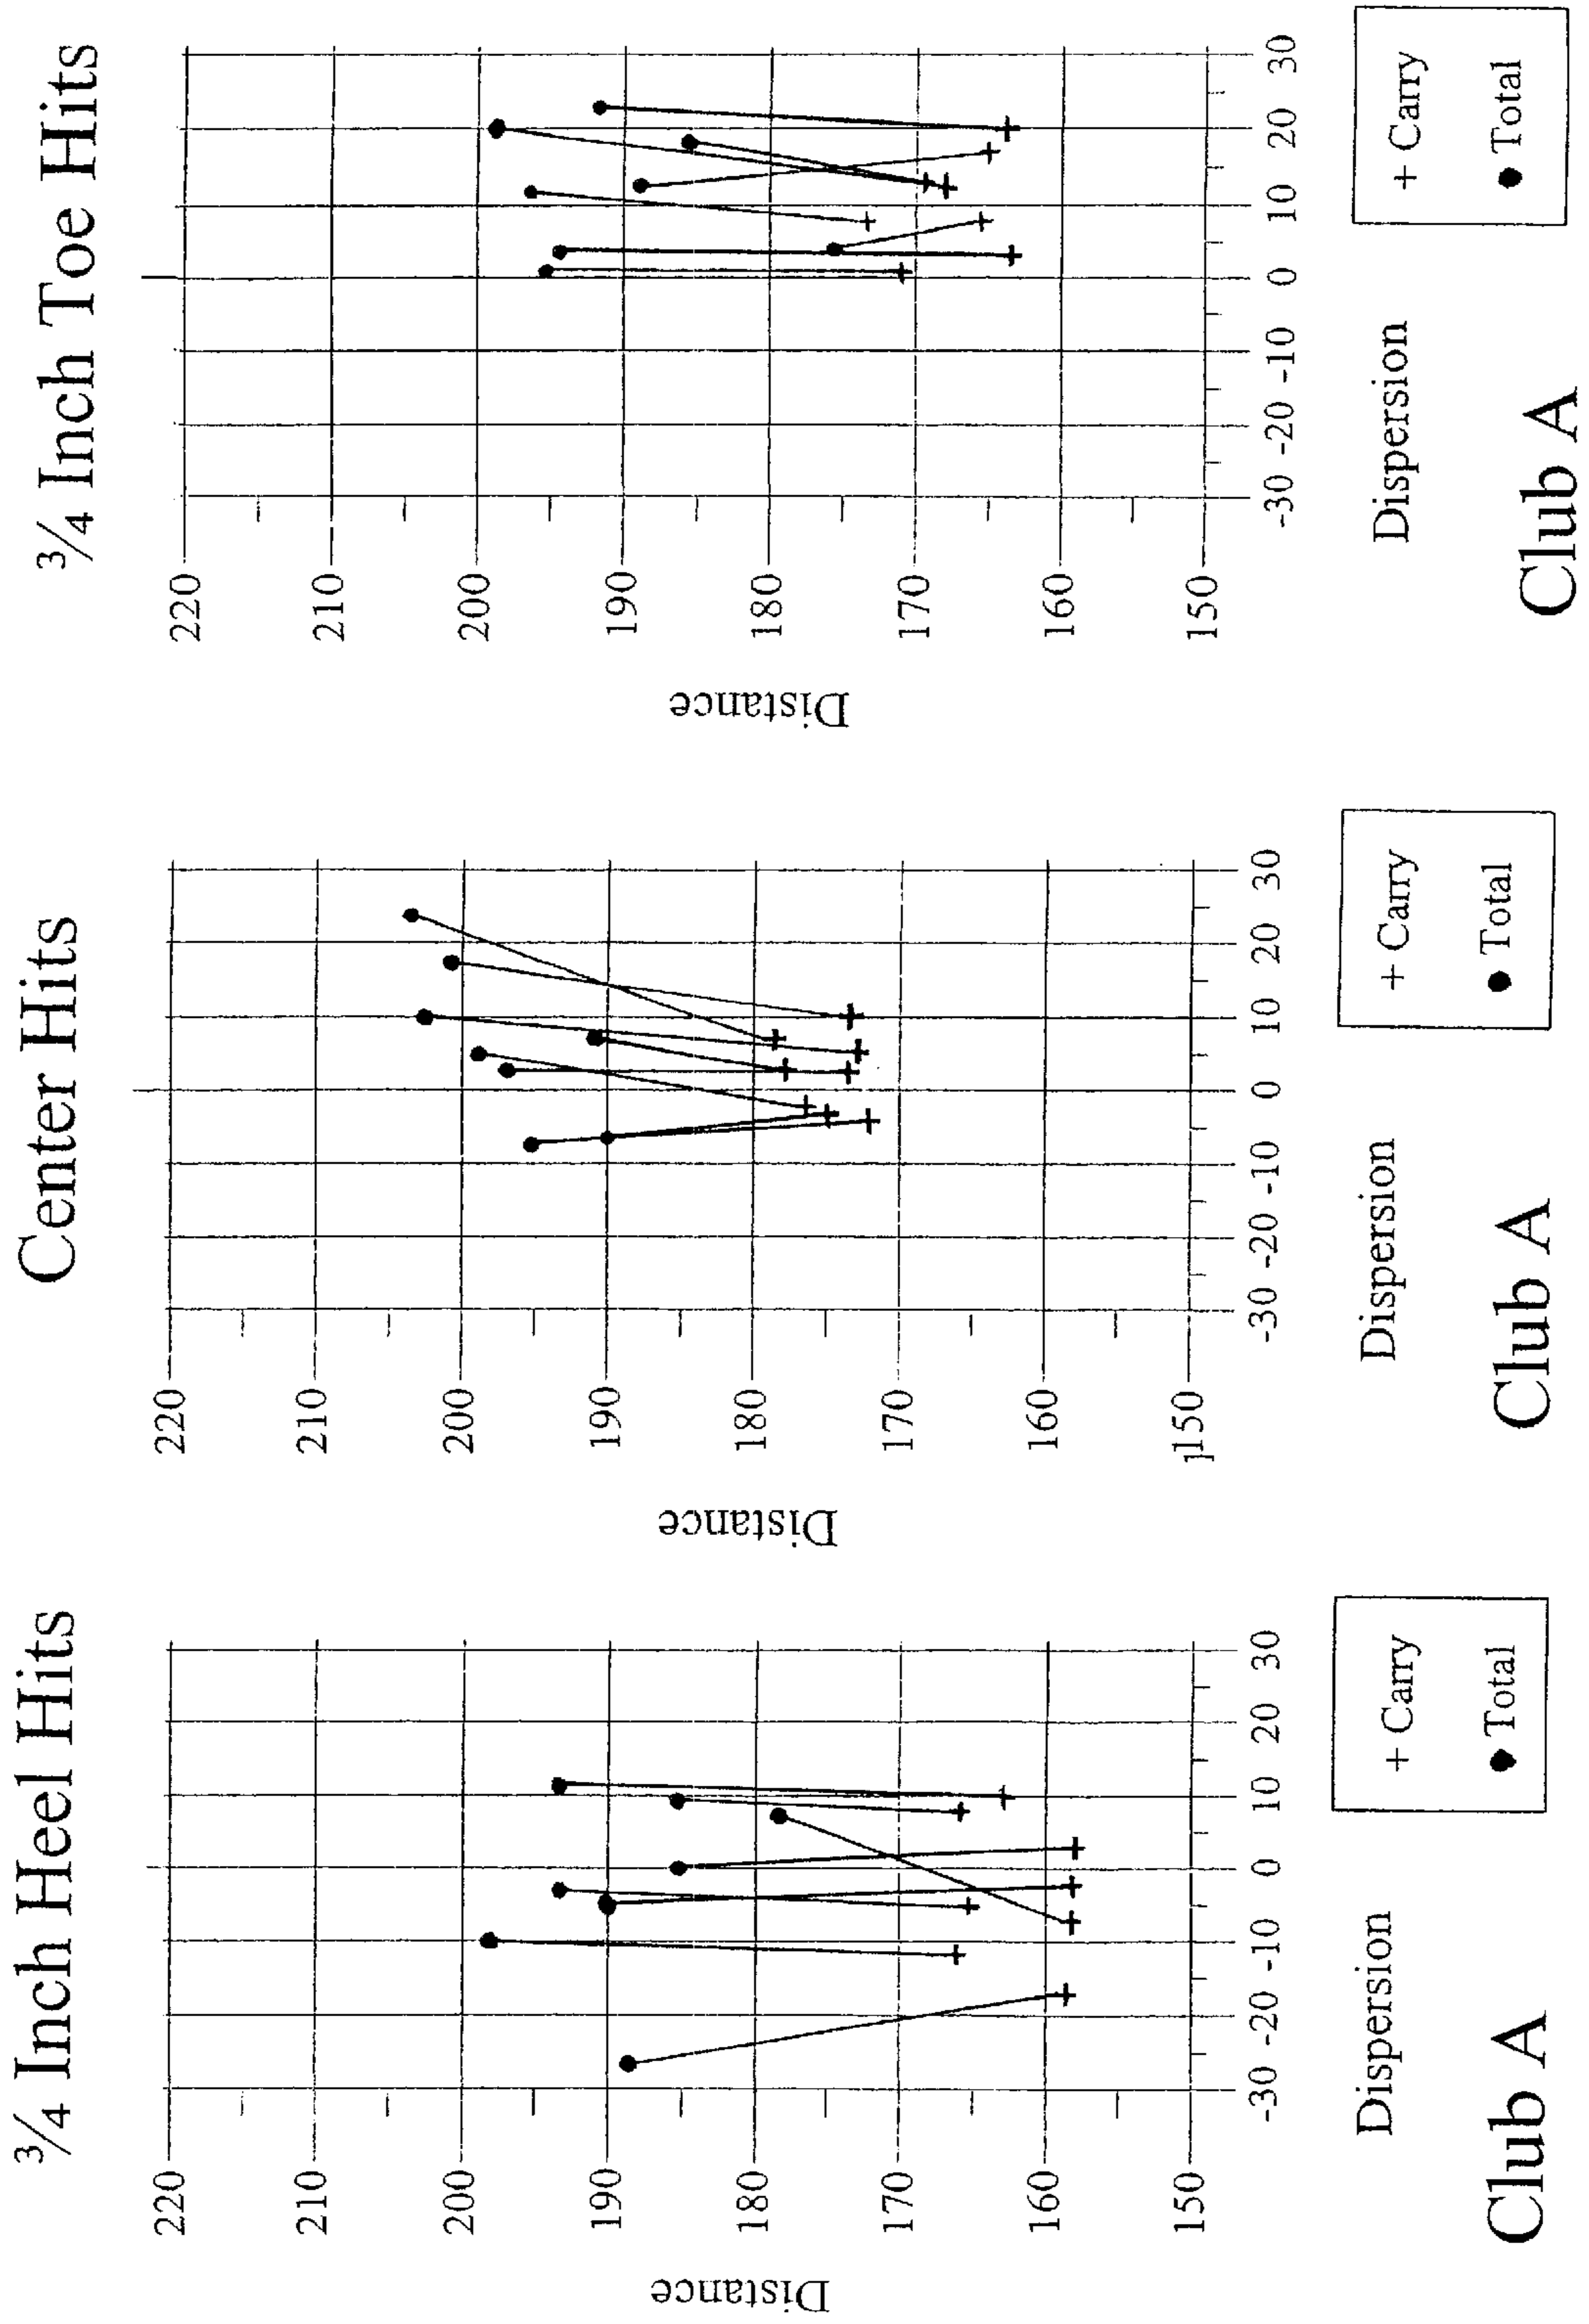 ¾ Inch Heel Hits
Distance
220
210
200
190
180
170
160
150
-30 -20 -10 0 10 20 30
Dispersion
+ Carry
● Total
Club A
Center Hits
Distance
220
210
200
190
180
170
160
150
-30 -20 -10 0 10 20 30
Dispersion
+ Carry
● Total
Club A
¾ Inch Toe Hits
Distance
220
210
200
190
180
170
160
150
-30 -20 -10 0 10 20 30
Dispersion
+ Carry
● Total
Club A